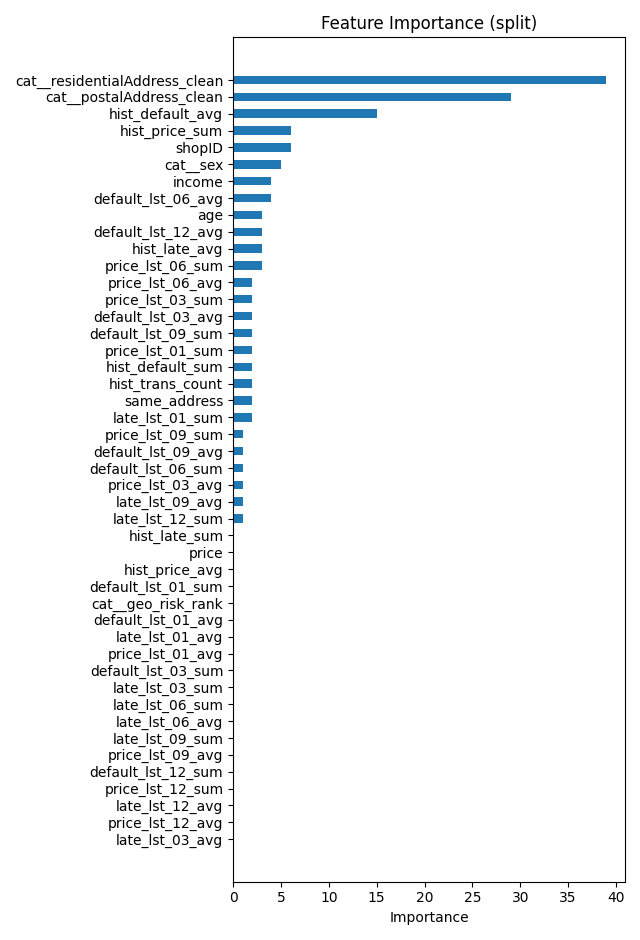 Feature Importance (split)
cat__residentialAddress_clean
cat__postalAddress_clean
hist_default_avg
hist_price_sum
shopID
cat__sex
income
default_lst_06_avg
age
default_lst_12_avg
hist_late_avg
price_lst_06_sum
price_lst_06_avg
price_lst_03_sum
default_lst_03_avg
default_lst_09_sum
price_lst_01_sum
hist_default_sum
hist_trans_count
same_address
late_lst_01_sum
price_lst_09_sum
default_lst_09_avg
default_lst_06_sum
price_lst_03_avg
late_lst_09_avg
late_lst_12_sum
hist_late_sum
price
hist_price_avg
default_lst_01_sum
cat__geo_risk_rank
default_lst_01_avg
late_lst_01_avg
price_lst_01_avg
default_lst_03_sum
late_lst_03_sum
late_lst_06_sum
late_lst_06_avg
late_lst_09_sum
price_lst_09_avg
default_lst_12_sum
price_lst_12_sum
late_lst_12_avg
price_lst_12_avg
late_lst_03_avg
0 5 10 15 20 25 30 35 40
Importance